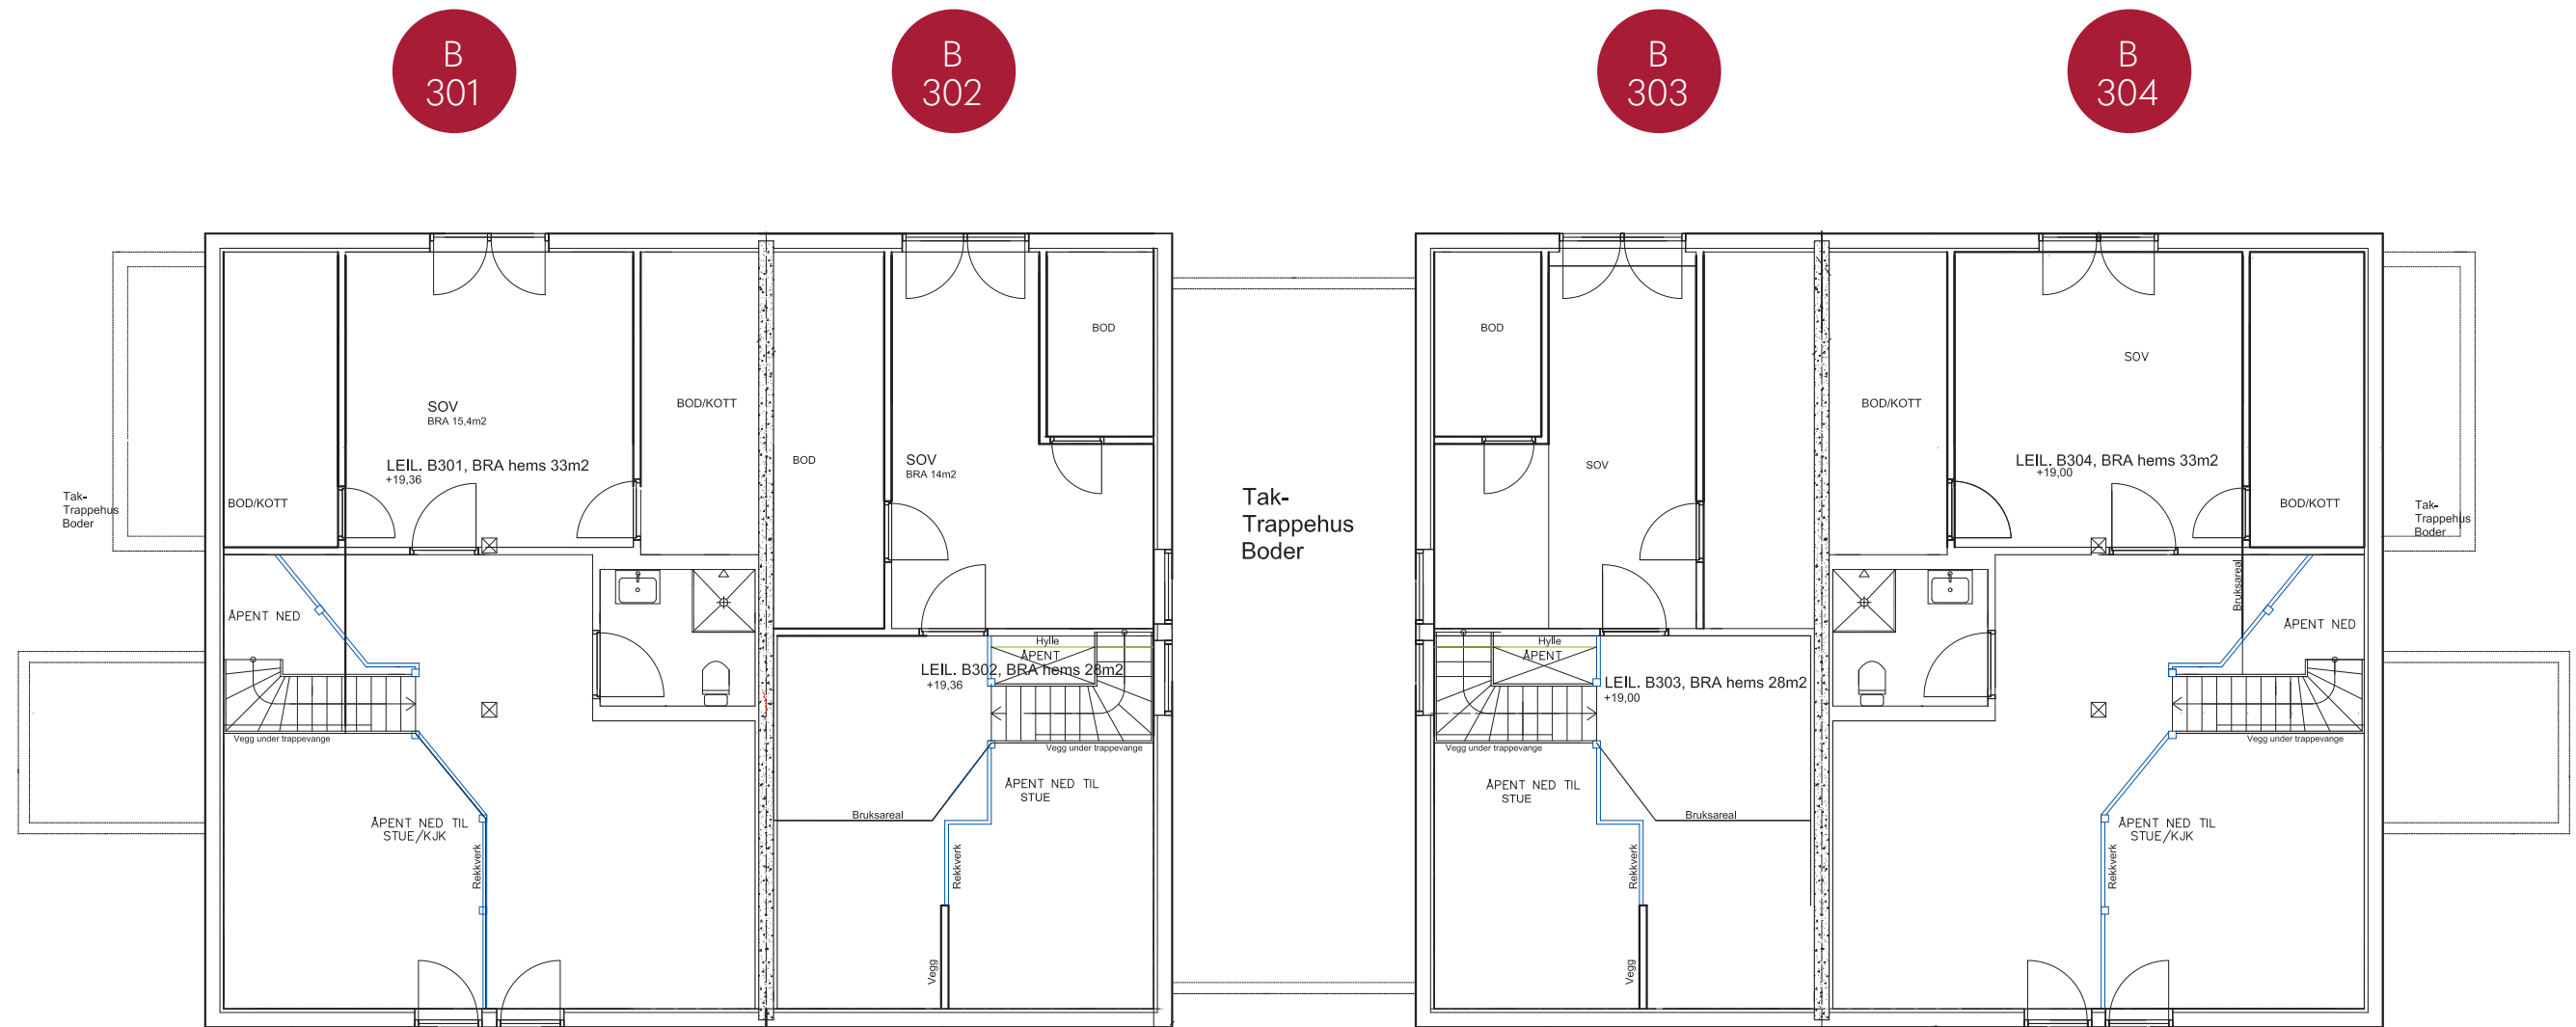 B
301
B
302
B
303
B
304
SOV
BRA 15,4m2
LEIL. B301, BRA hems 33m2
+19,36
BOD/KOTT
BOD/KOTT
Tak-
Trappehus
Boder
ÅPENT NED
Vegg under trappevange
ÅPENT NED TIL
STUE/KJK
Rekkverk
BOD
BOD
SOV
BRA 14m2
Hylle
ÅPENT
LEIL. B302, BRA hems 28m2
+19,36
Vegg under trappevange
ÅPENT NED TIL
STUE
Bruksareal
Rekkverk
Vegg
Tak-
Trappehus
Boder
BOD
SOV
Hylle
ÅPENT
LEIL. B303, BRA hems 28m2
+19,00
Vegg under trappevange
ÅPENT NED TIL
STUE
Bruksareal
Rekkverk
Vegg
SOV
BOD/KOTT
LEIL. B304, BRA hems 33m2
+19,00
BOD/KOTT
Tak-
Trappehus
Boder
Bruksareal
ÅPENT NED
Vegg under trappevange
ÅPENT NED TIL
STUE/KJK
Rekkverk